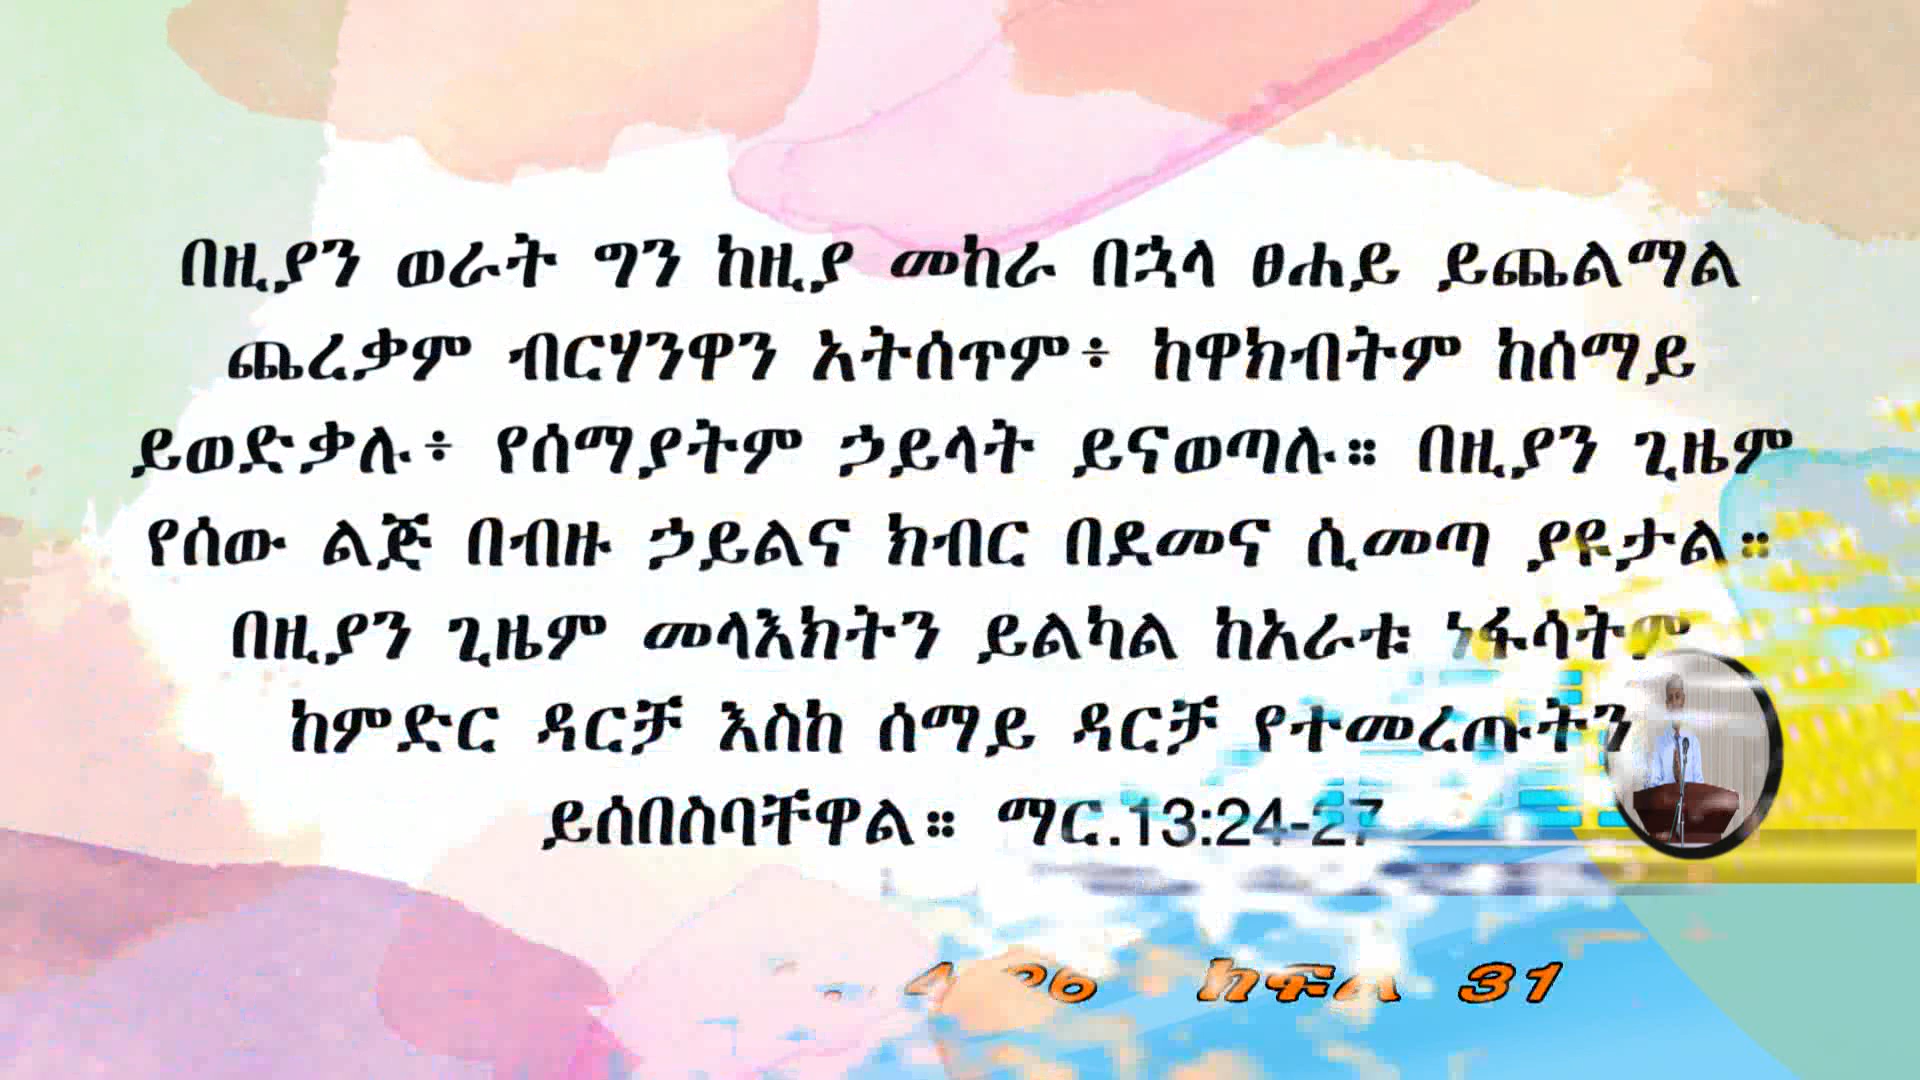 በዚያን ወራት ግን ከዚያ መከራ በኋላ ፀሐይ ይጨልማል
ጨረቃም ብርሃንዋን አትሰጥም፥ ከዋክብትም ከሰማይ
ይወድቃሉ፥ የሰማያትም ኃይላት ይናወጣሉ። በዚያን ጊዜም
የሰው ልጅ በብዙ ኃይልና ክብር በደመና ሲመጣ ያዩታል።
በዚያን ጊዜም መላእክትን ይልካል ከአራቱ ነፋሳትም
ከምድር ዳርቻ እስከ ሰማይ ዳርቻ የተመረጡትን
ይሰበስባቸዋል። ማር.13:24-27
ክፍል 31